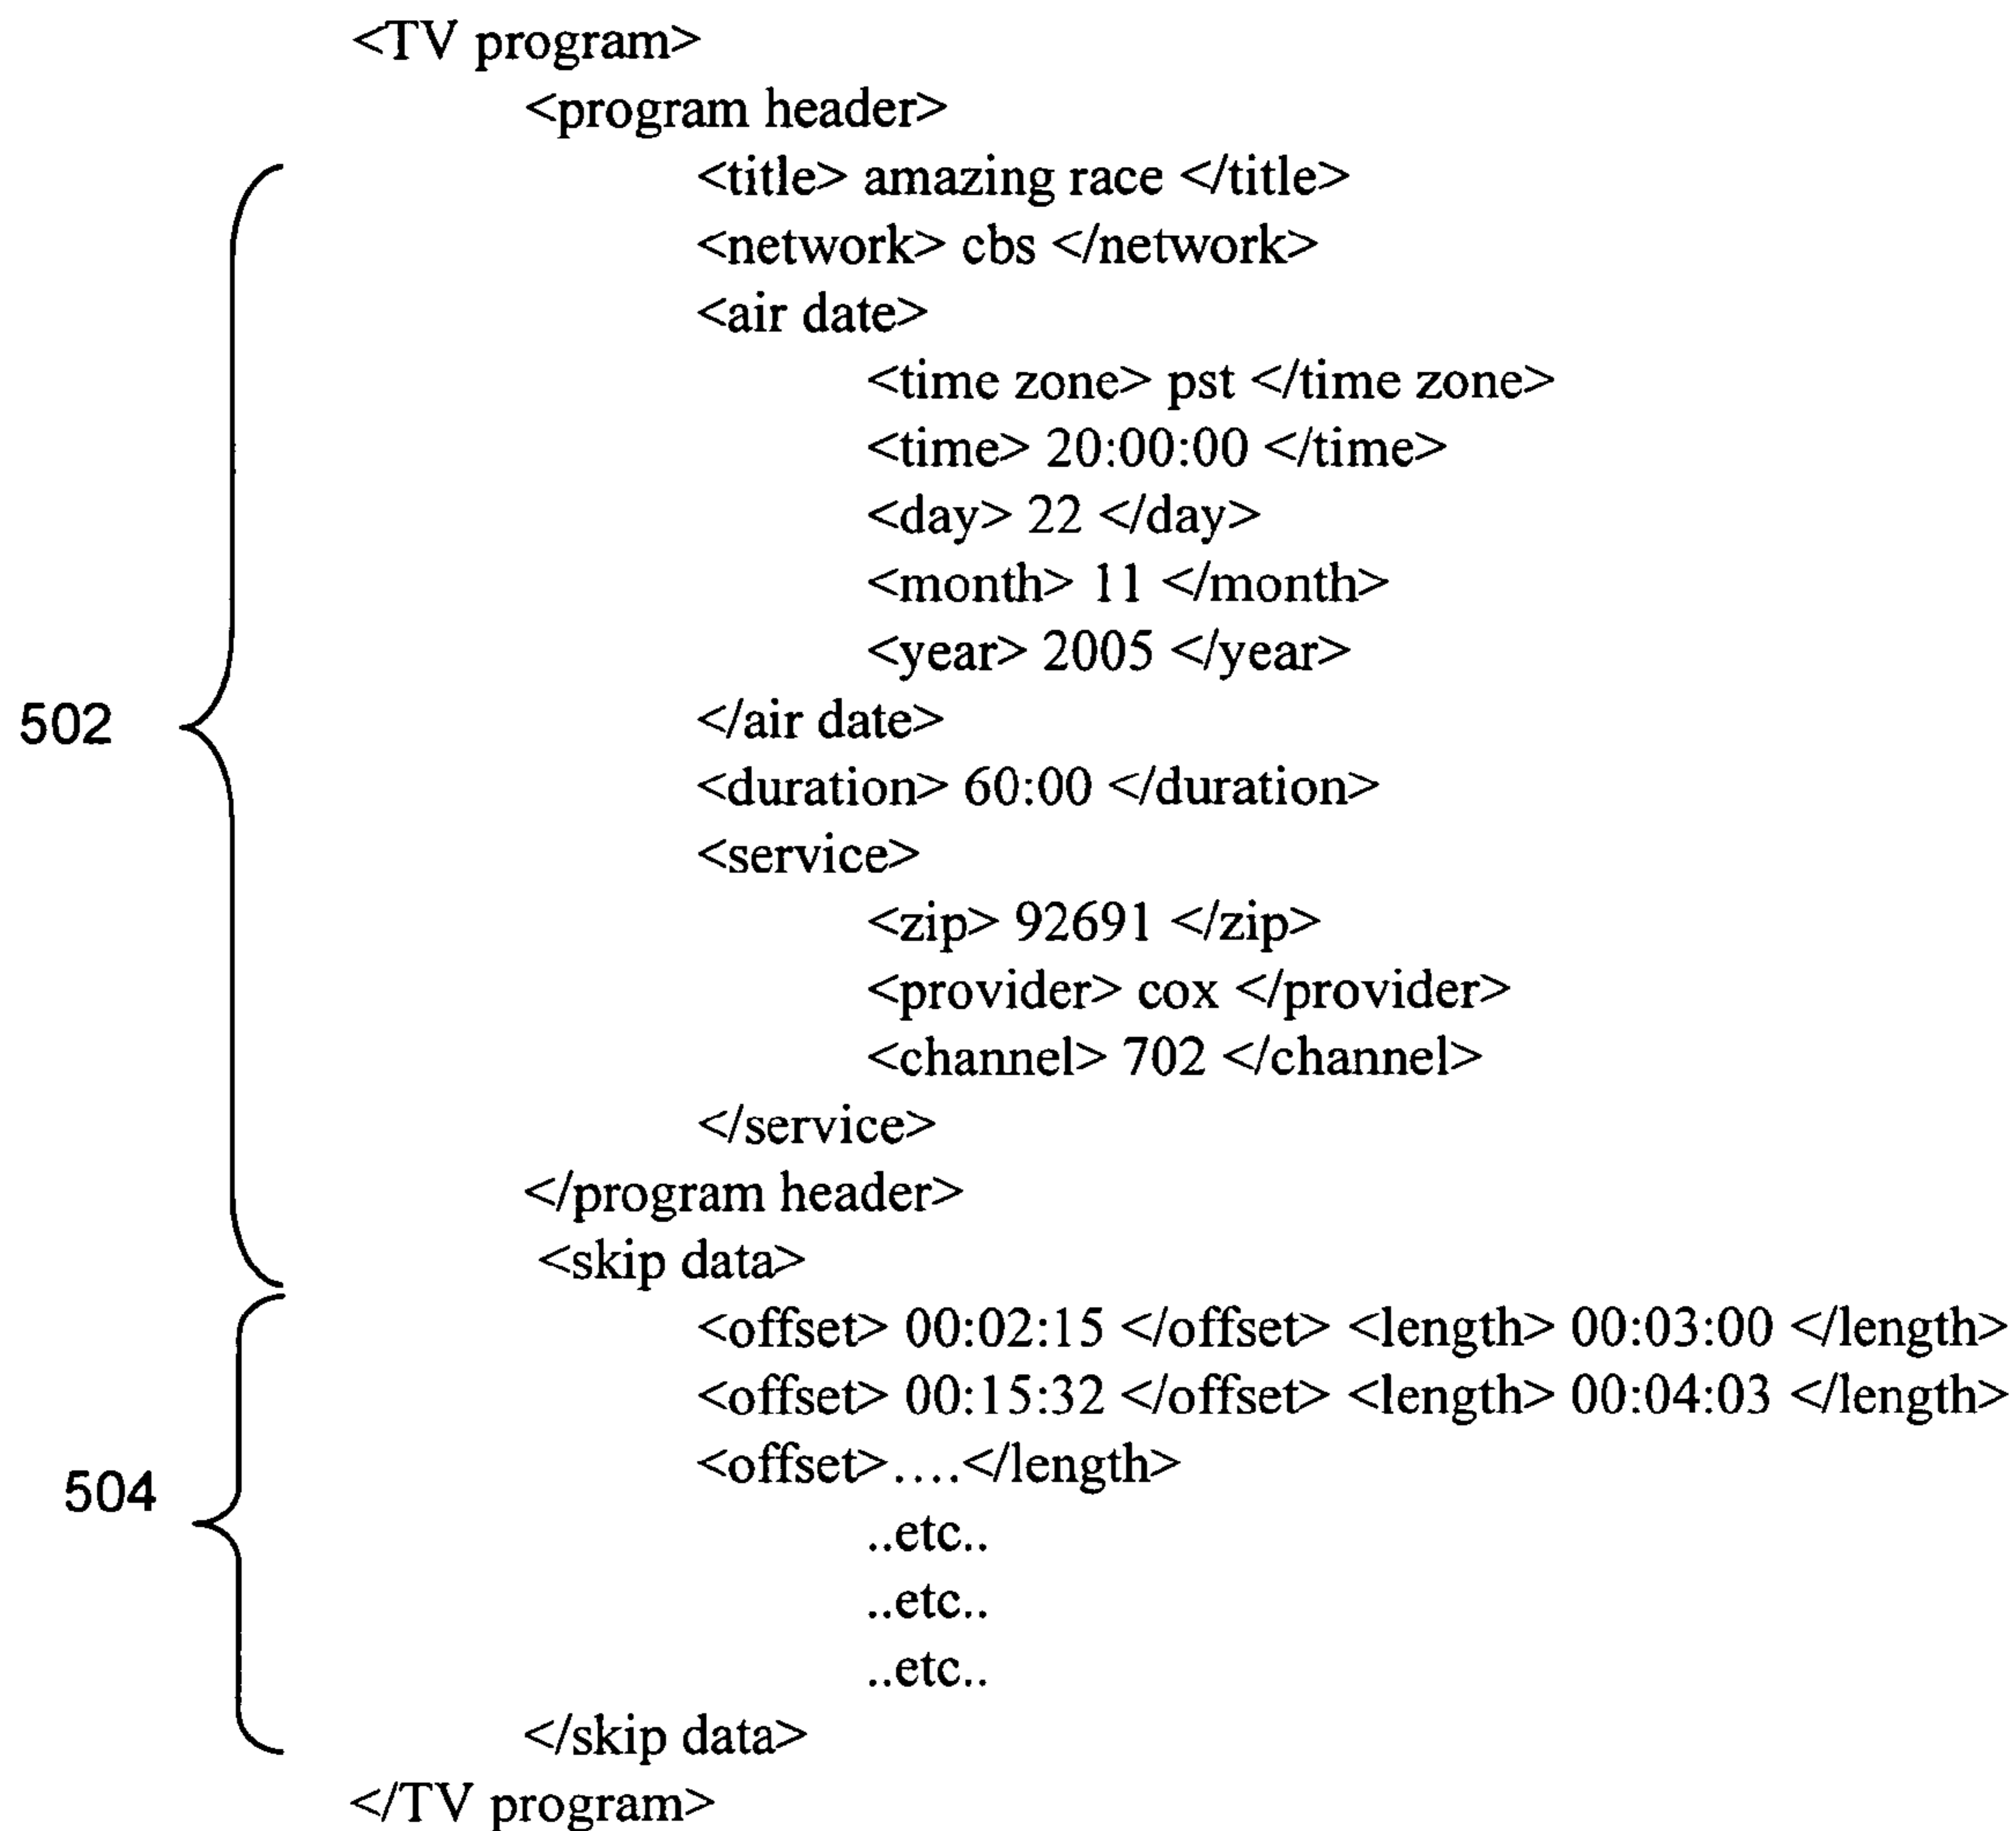 <TV program>
<program header>
<title> amazing race </title>
<network> cbs </network>
<air date>
<time zone> pst </time zone>
<time> 20:00:00 </time>
<day> 22 </day>
<month> 11 </month>
<year> 2005 </year>
502
</air date>
<duration> 60:00 </duration>
<service>
<zip> 92691 </zip>
<provider> cox </provider>
<channel> 702 </channel>
</service>
</program header>
<skip data>
<offset> 00:02:15 </offset> <length> 00:03:00 </length>
<offset> 00:15:32 </offset> <length> 00:04:03 </length>
<offset>....</length>
504
..etc..
..etc..
..etc..
</skip data>
</TV program>